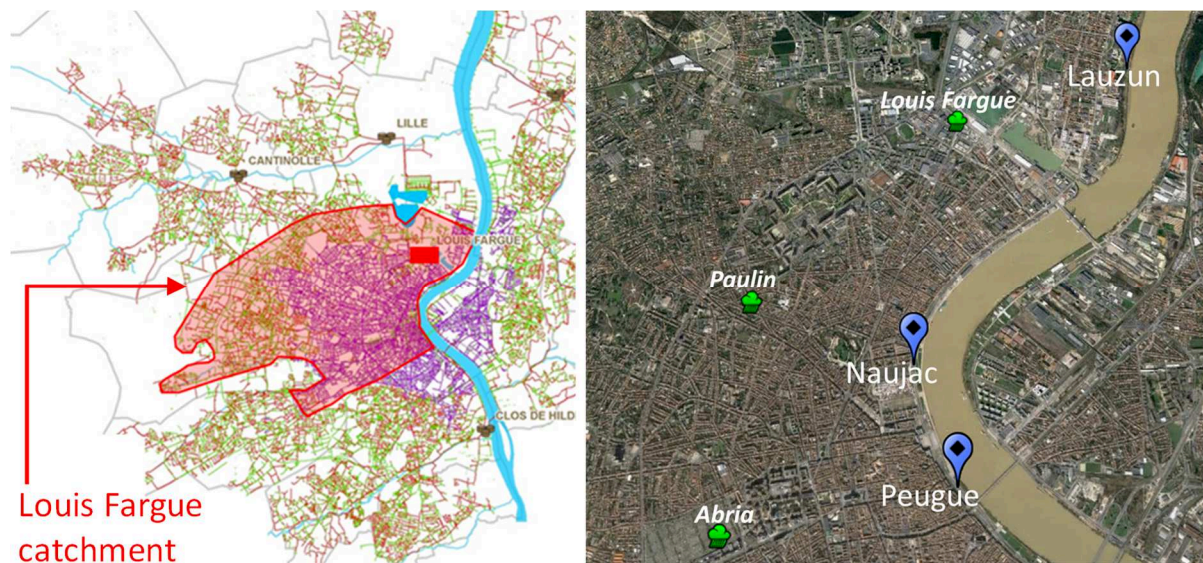 LILLE
CANTINOLLE
LOUIS FARGUE
CLOS DE HILD
Louis Fargue
catchment
Lauzun
Louis Fargue
Paulin
Naujac
Peugue
Abria